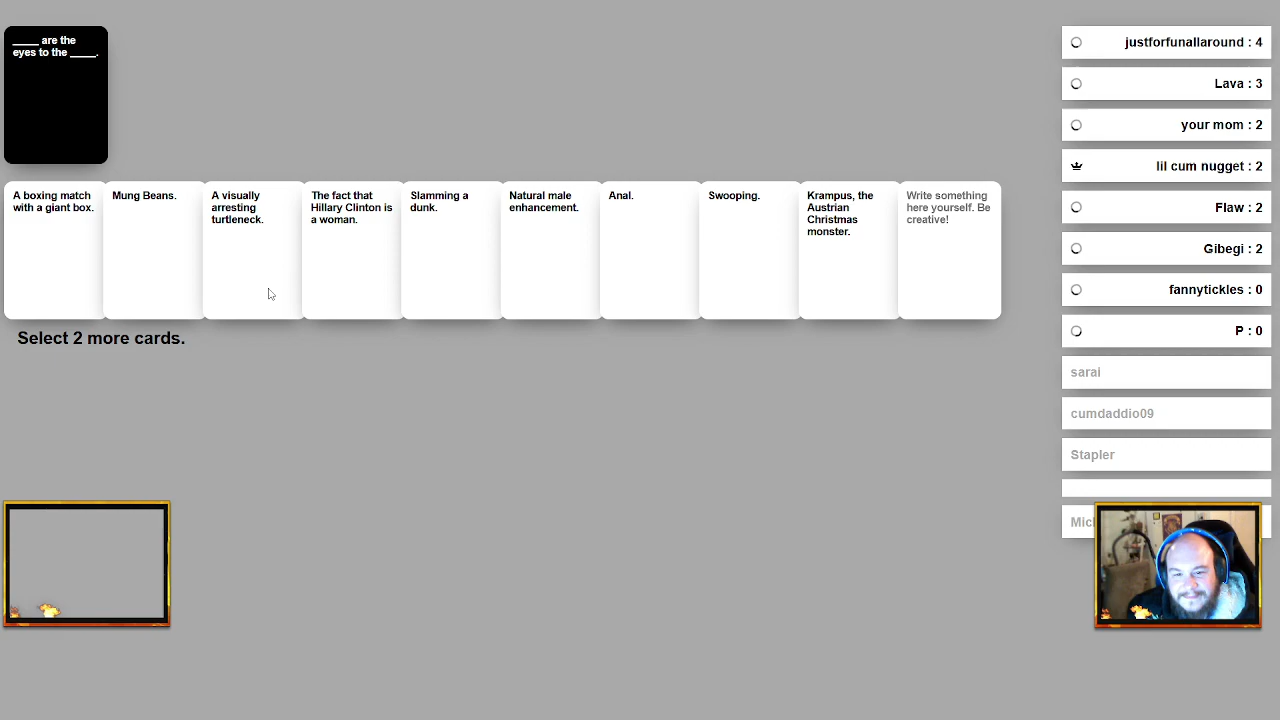 _____ are the
eyes to the _____.
A boxing match
with a giant box.
Mung Beans.
A visually
arresting
turtleneck.
The fact that
Hillary Clinton is
a woman.
Slamming a
dunk.
Natural male
enhancement.
Anal.
Swooping.
Krampus, the
Austrian
Christmas
monster.
Write something
here yourself. Be
creative!
Select 2 more cards.
justforfunallaround : 4
Lava : 3
your mom : 2
lil cum nugget : 2
Flaw : 2
Gibegi : 2
fannytickles : 0
P : 0
sarai
cumdaddio09
Stapler